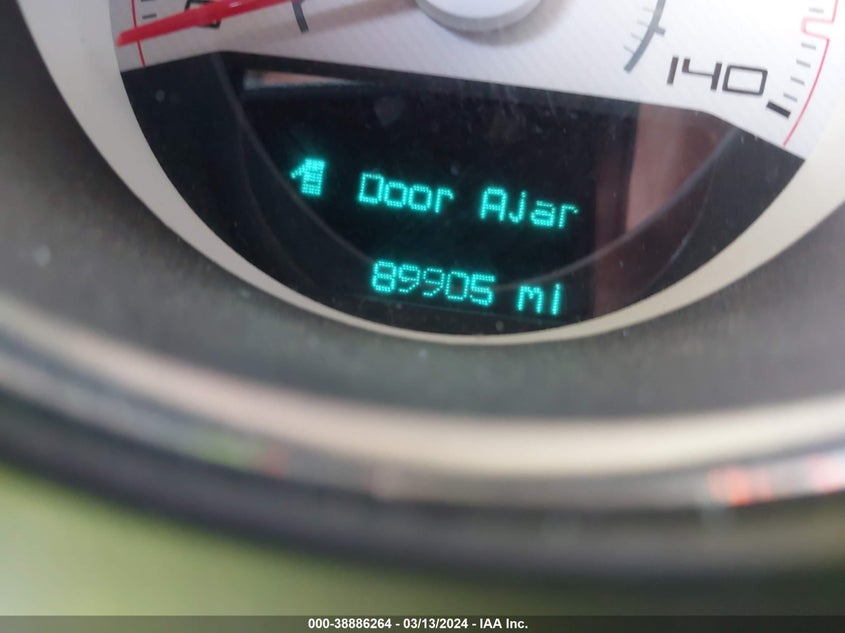 140
Door Ajar
89905 mi
000-38886264 - 03/13/2024 - IAA Inc.